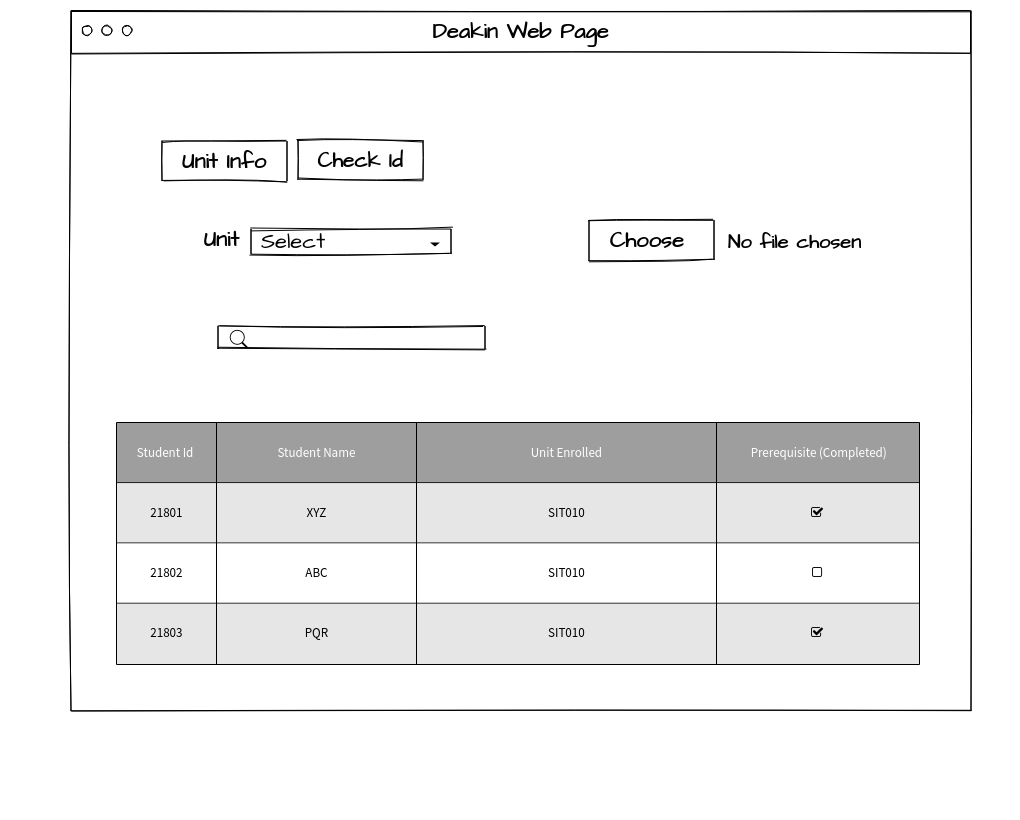 Deakin Web Page
Unit Info Check Id
Unit Select Choose No file chosen
Student Id Student Name Unit Enrolled Prerequisite (Completed)
21801 XYZ SIT010
21802 ABC SIT010
21803 PQR SIT010